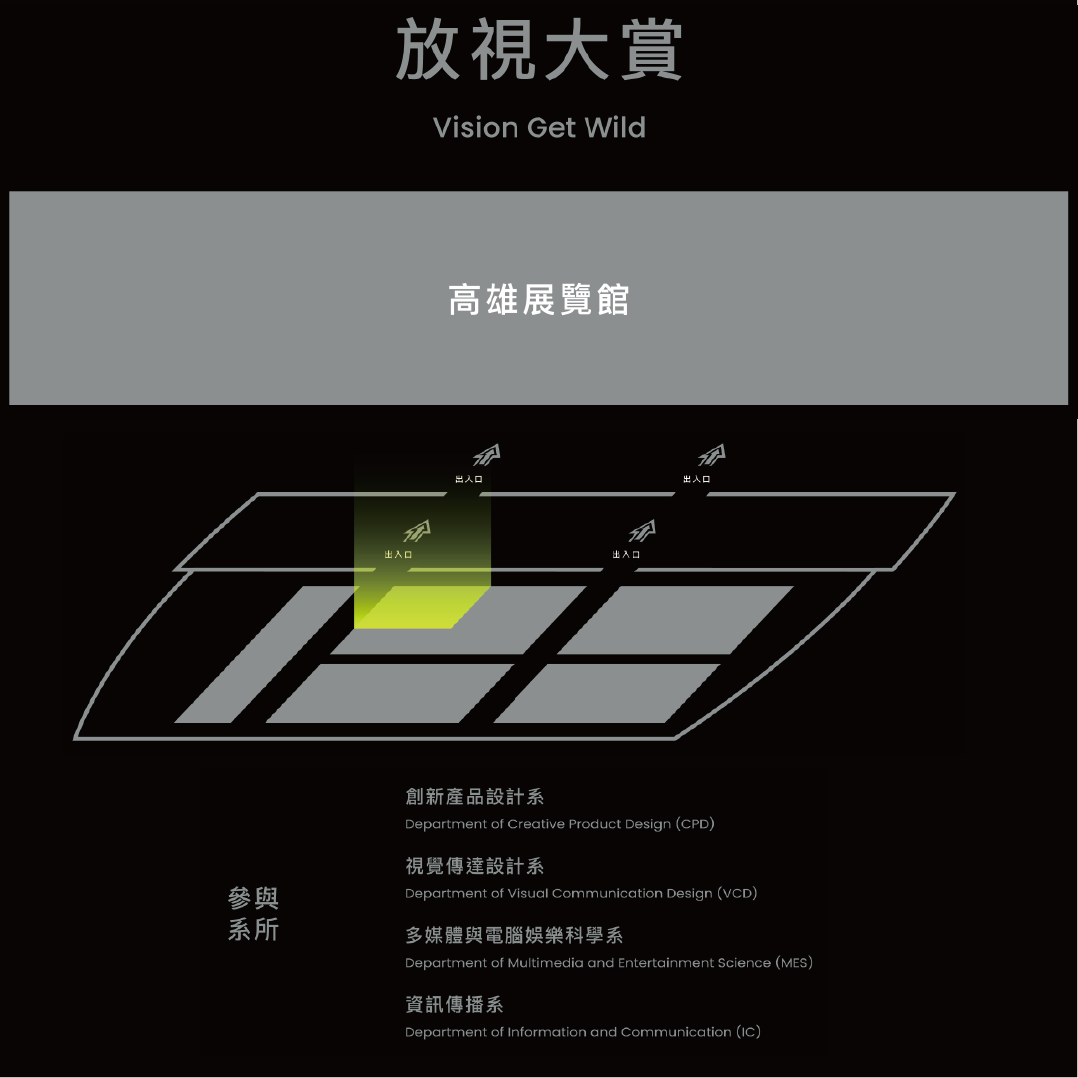 放視大賞
Vision Get Wild
高雄展覽館
出入口
出入口
出入口
出入口
參與
系所
創新產品設計系
Department of Creative Product Design (CPD)
視覺傳達設計系
Department of Visual Communication Design (VCD)
多媒體與電腦娛樂科學系
Department of Multimedia and Entertainment Science (MES)
資訊傳播系
Department of Information and Communication (IC)